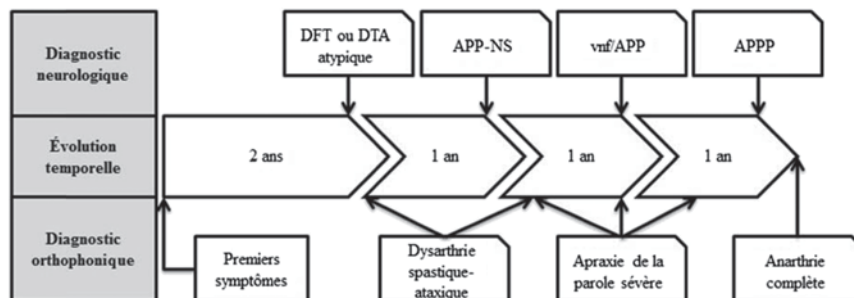 Diagnostic
neurologique
DFT ou DTA
atypique
APP-NS
vnf/APP
APPP
Évolution
temporelle
2 ans
1 an
1 an
1 an
Diagnostic
orthophonique
Premiers
symptômes
Dysarthrie
spastique-
ataxique
Apraxie de la
parole sévère
Anarthrie
complète